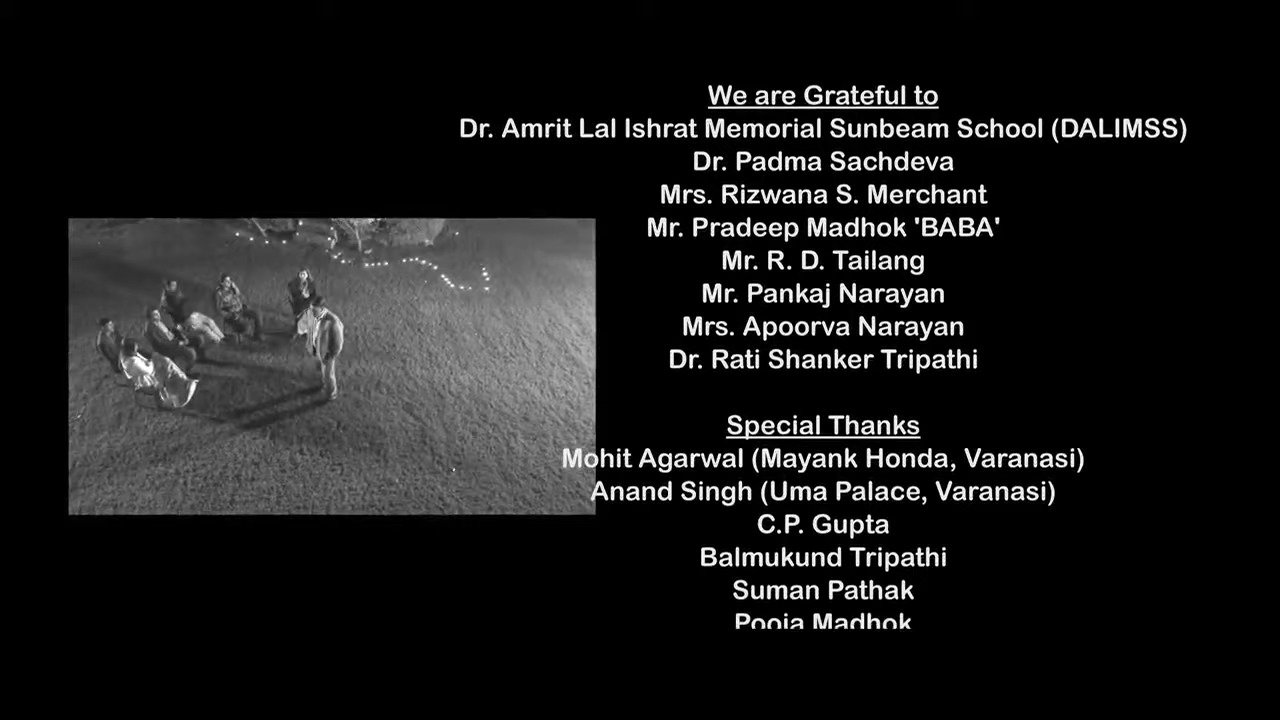 We are Grateful to
Dr. Amrit Lal Ishrat Memorial Sunbeam School (DALIMSS)
Dr. Padma Sachdeva
Mrs. Rizwana S. Merchant
Mr. Pradeep Madhok 'BABA'
Mr. R. D. Tailang
Mr. Pankaj Narayan
Mrs. Apoorva Narayan
Dr. Rati Shanker Tripathi
Special Thanks
Mohit Agarwal (Mayank Honda, Varanasi)
Anand Singh (Uma Palace, Varanasi)
C.P. Gupta
Balmukund Tripathi
Suman Pathak
Pooja Madhok